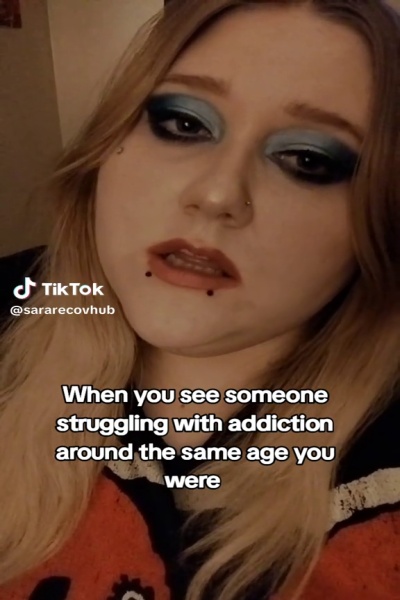 TikTok
@sararecovhub
When you see someone
struggling with addiction
around the same age you
were